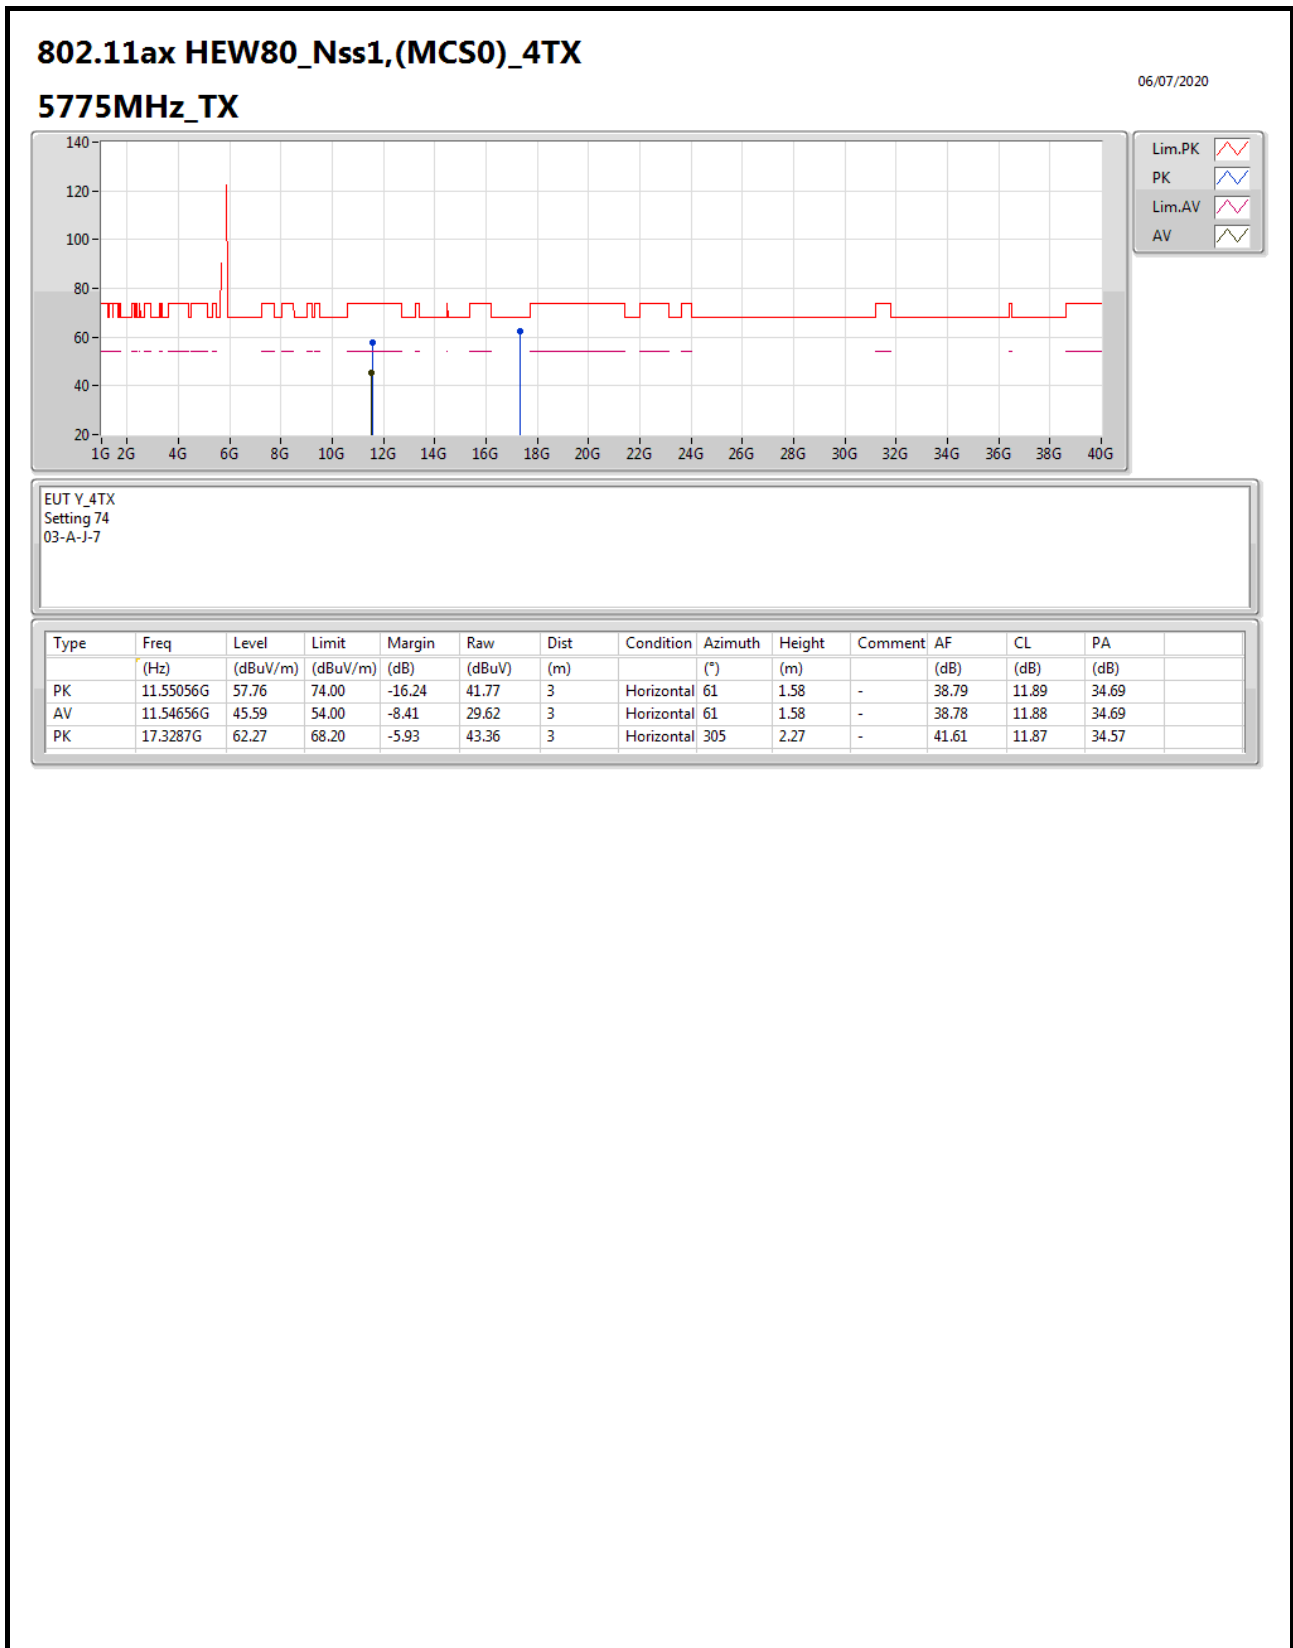 802.11ax HEW80_Nss1,(MCS0)_4TX
06/07/2020
5775MHz_TX
140
120
100
80
60
40
20
1G 2G 4G 6G 8G 10G 12G 14G 16G 18G 20G 22G 24G 26G 28G 30G 32G 34G 36G 38G 40G
Lim.PK
PK
Lim.AV
AV
EUT Y_4TX
Setting 74
03-A-J-7
Type Freq Level Limit Margin Raw Dist Condition Azimuth Height Comment AF CL PA
(Hz) (dBuV/m) (dBuV/m) (dB) (dBuV) (m) (°) (m) (dB) (dB) (dB)
PK 11.55056G 57.76 74.00 -16.24 41.77 3 Horizontal 61 1.58 - 38.79 11.89 34.69
AV 11.54656G 45.59 54.00 -8.41 29.62 3 Horizontal 61 1.58 - 38.78 11.88 34.69
PK 17.3287G 62.27 68.20 -5.93 43.36 3 Horizontal 305 2.27 - 41.61 11.87 34.57